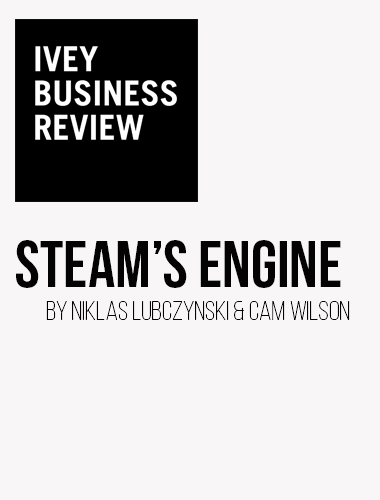 IVEY
BUSINESS
REVIEW
STEAM'S ENGINE
BY NIKLAS LUBCZYNSKI & CAM WILSON